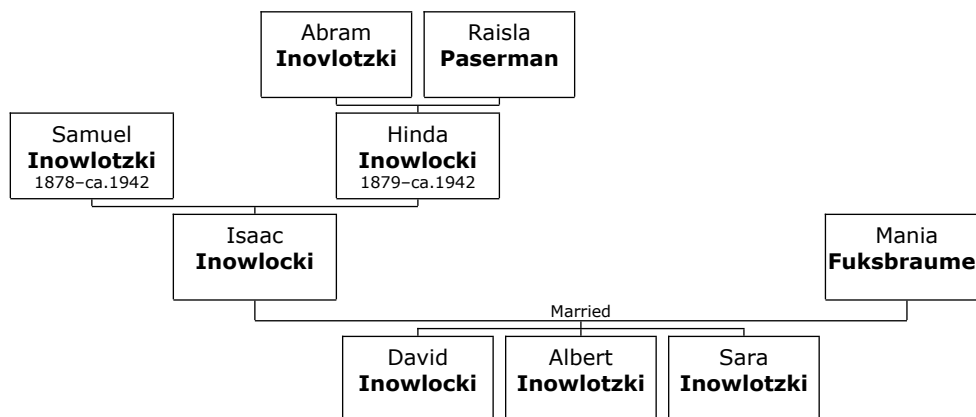 Abram
Inovlotzki
Raisla
Paserman
Samuel
Inowlotzki
1878–ca.1942
Hinda
Inowlocki
1879–ca.1942
Isaac
Inowlocki
Mania
Fuksbraume
Married
David
Inowlocki
Albert
Inowlotzki
Sara
Inowlotzki